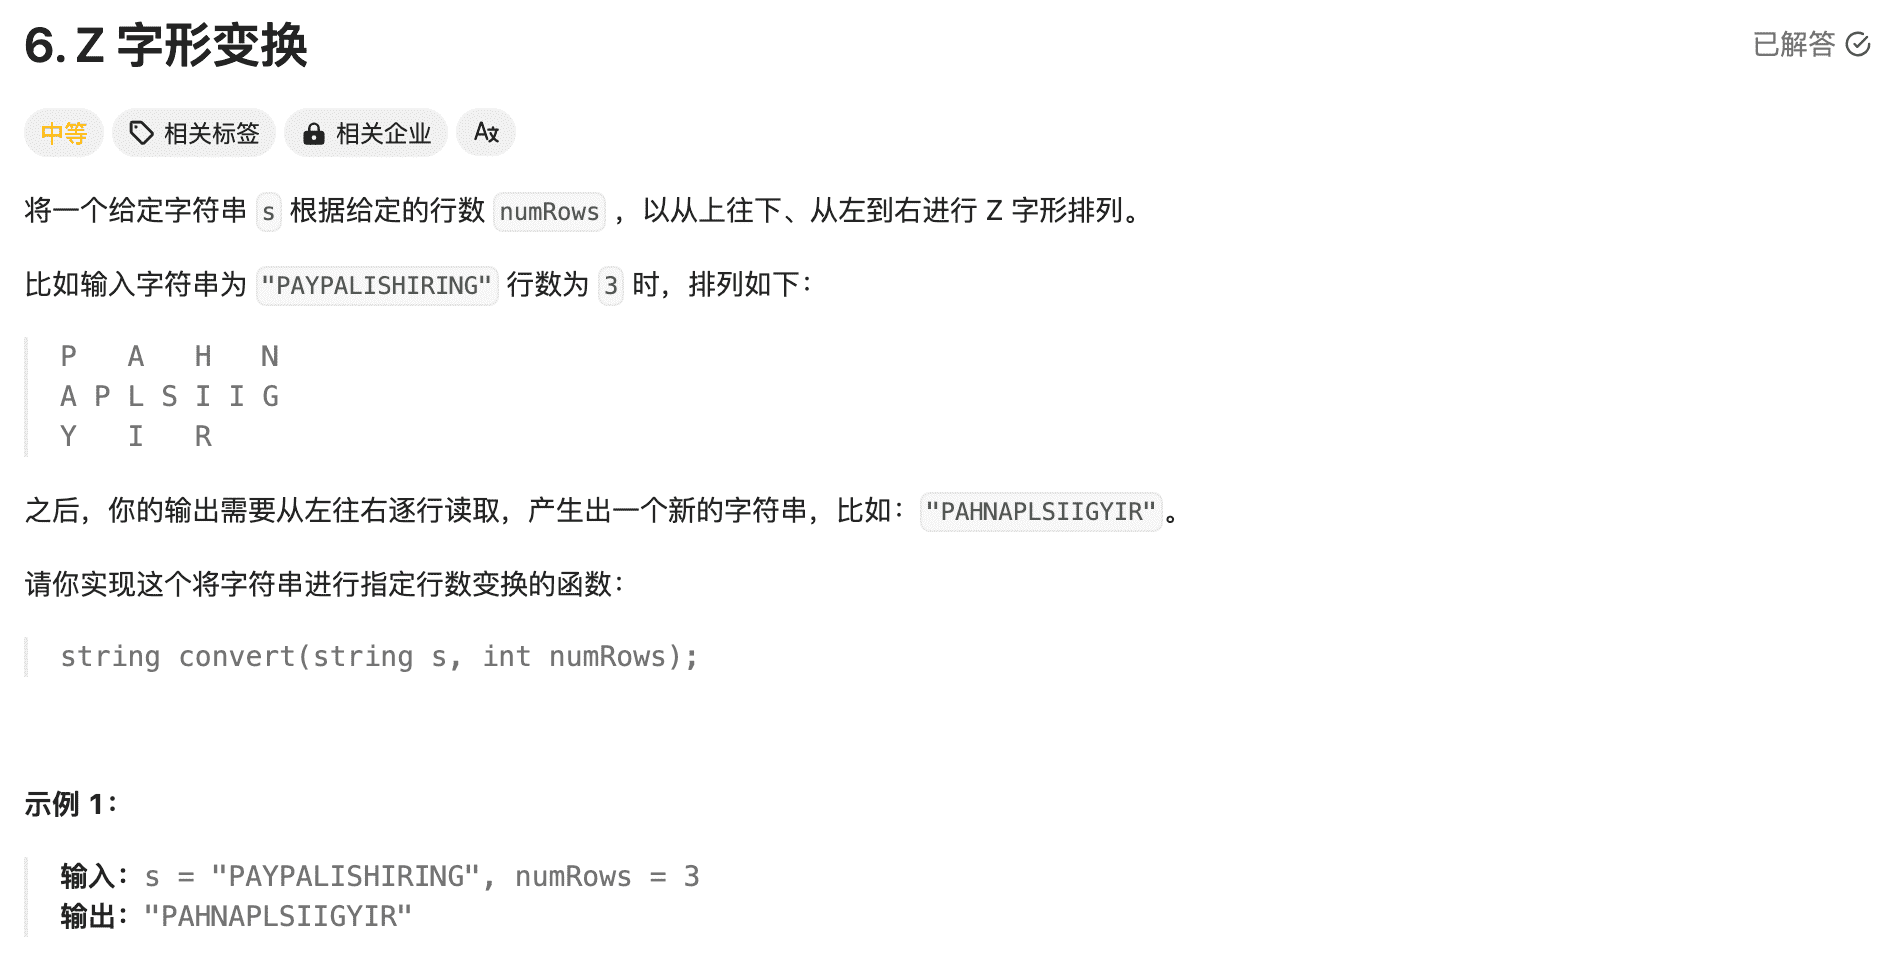 6. Z 字形变换
已解答
中等 相关标签 相关企业
将一个给定字符串 s 根据给定的行数 numRows ，以从上往下、从左到右进行 Z 字形排列。
比如输入字符串为 "PAYPALISHIRING" 行数为 3 时，排列如下：
P   A   H   N
A P L S I I G
Y   I   R
之后，你的输出需要从左往右逐行读取，产生出一个新的字符串，比如："PAHNAPLSIIGYIR"。
请你实现这个将字符串进行指定行数变换的函数：
string convert(string s, int numRows);
示例 1：
输入：s = "PAYPALISHIRING", numRows = 3
输出："PAHNAPLSIIGYIR"